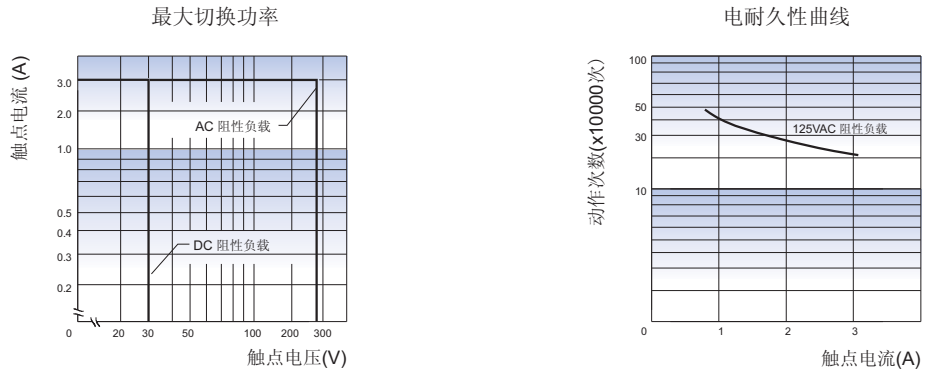 最大切换功率
触点电流 (A)
3.0
2.0
1.0
0.5
0.4
0.3
0.2
AC 阻性负载
DC 阻性负载
0 20 30 50 100 200 300
触点电压(V)
电耐久性曲线
动作次数(x10000次)
100
50
30
10
125VAC 阻性负载
0 1 2 3
触点电流(A)